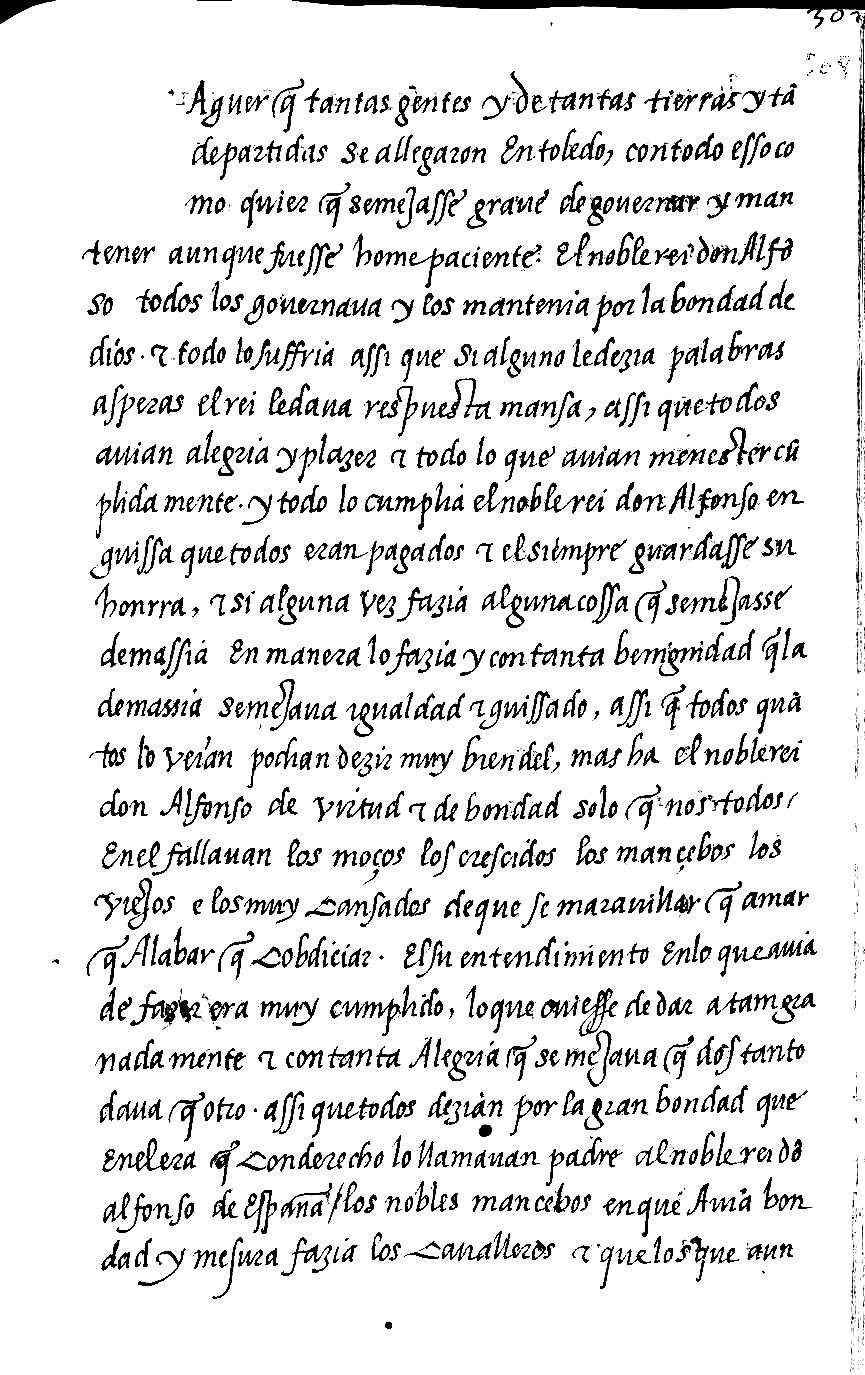 302
Aguer q̃ tantas gentes y de tantas tierras y tã
departidas se allegaron En toledo, con todo esso co
mo quier q̃ semejasse graue de gouernar y man
tener aunque fuesse home paciente. El noble rei don Alfõ
so todos los gouernaua y los mantenia por la bondad de
dios. ⁊ todo lo suffria assi que si alguno le dezia palabras
asperas el rei le daua respuesta mansa, assi que todos
auian alegria y plazer ⁊ todo lo que auian menester cũ
plida mente. y todo lo cumplia el noble rei don Alfonso en
guissa que todos eran pagados ⁊ el siempre guardasse su
honrra, ⁊ si alguna vez fazia alguna cossa q̃ semejasse
demassia En manera lo fazia y con tanta benignidad q̃ la
demassia semejaua igualdad ⁊ guissado, assi q̃ todos quã
tos lo veian podian dezir muy bien del, mas ha el noble rei
don Alfonso de virtud ⁊ de bondad solo q̃ nos todos,
En el fallauan los moços los crescidos los mançebos los
viejos e los muy cansados de que se marauillar q̃ amar
q̃ Alabar q̃ cobdiciar. E su entendimiento En lo que auia
de fazer era muy cumplido, lo que ouiesse de dar a tam gra
nada mente ⁊ con tanta Alegria q̃ semejaua q̃ dos tanto
daua q̃ otro. assi que todos dezian por la gran bondad que
En el era q̃ con derecho lo llamauan padre al noble rei dõ
alfonso de España / los nobles mancebos en que Auia bon
dad y mesura fazia los caualleros ⁊ que los que aun